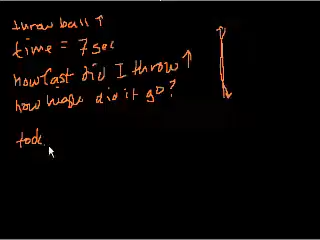 throw ball ↑
time = 7 sec
how fast did I throw ↑
how high did it go?
tod